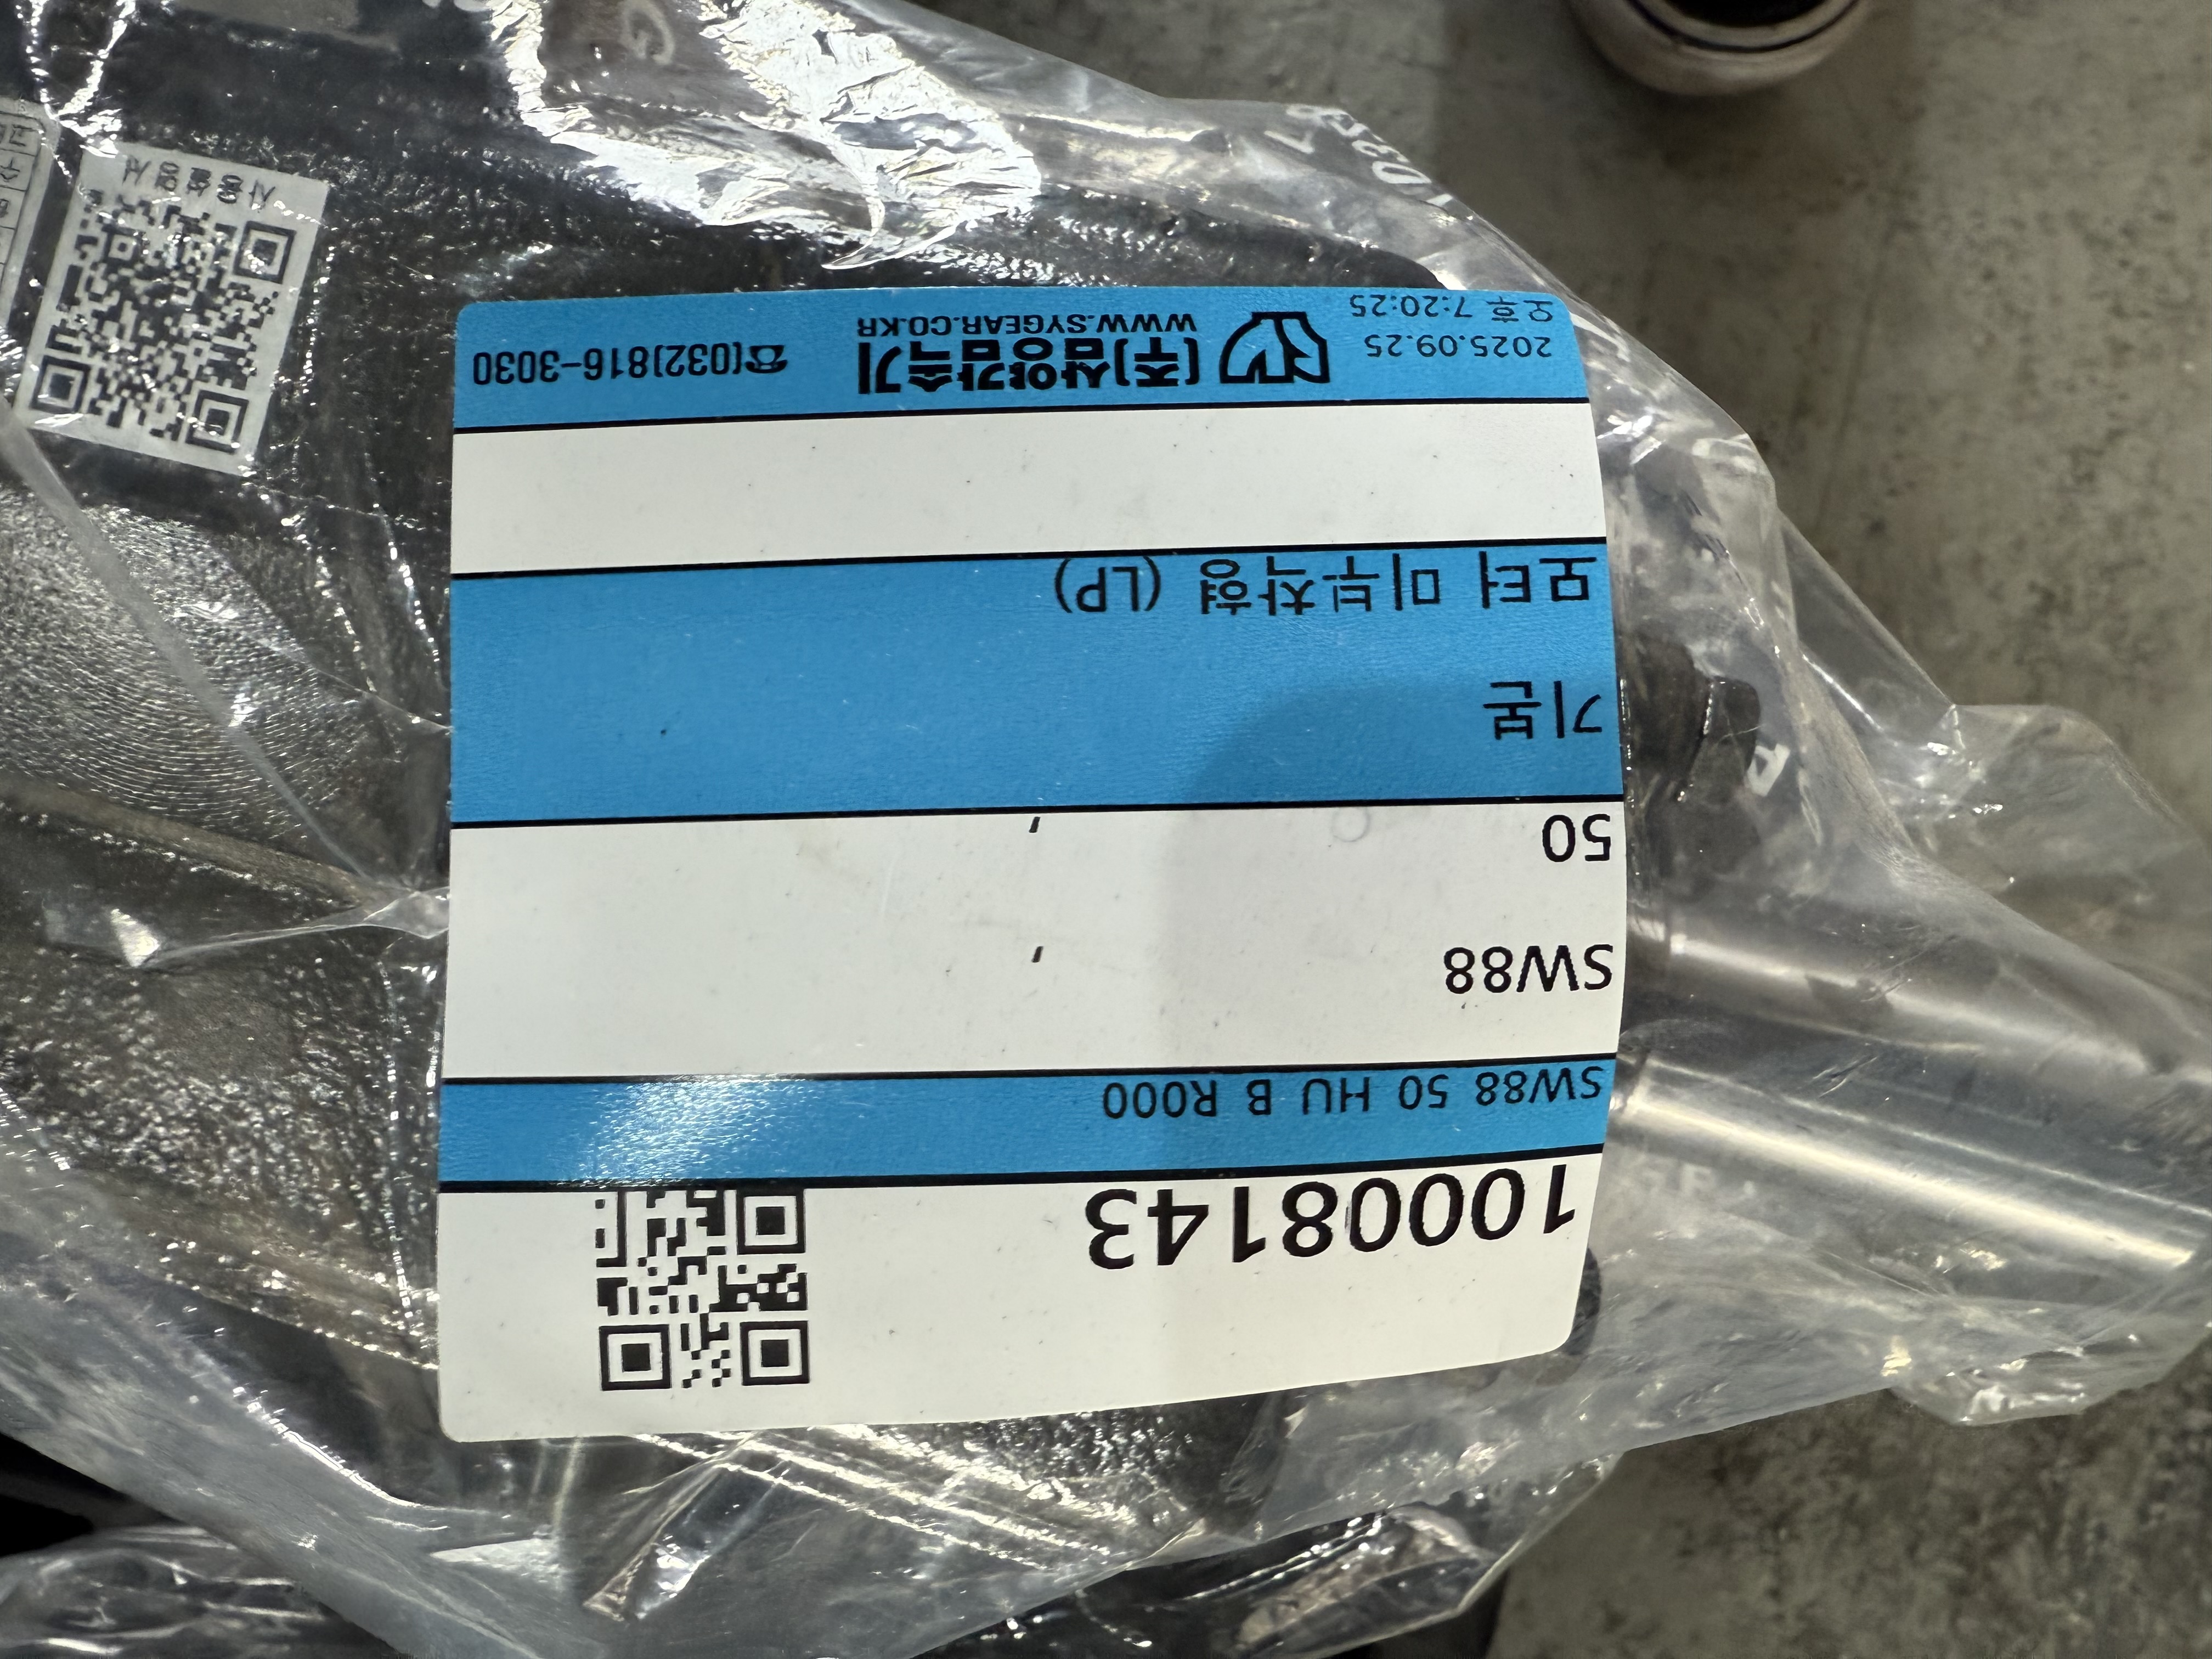 10008143
SW88 50 HU B R000
SW88 '
50 '
기본
모터 미부착형 (LP)
2025.09.25
오후 7:20:25
(주)삼양감속기
WWW.SYGEAR.CO.KR
☎(032)816-3030